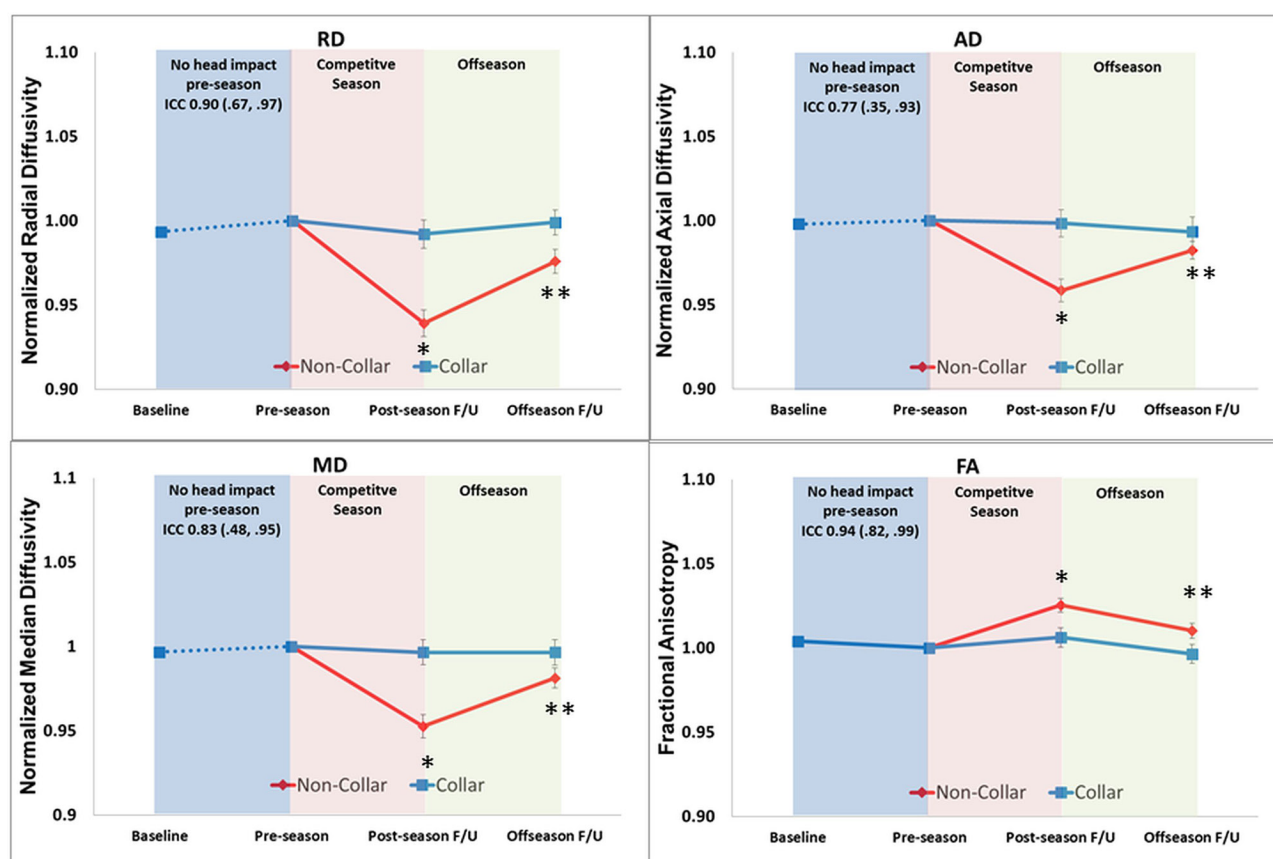 RD
Normalized Radial Diffusivity
1.10
1.05
1.00
0.95
0.90
No head impact
pre-season
ICC 0.90 (.67, .97)
Competitve
Season
Offseason
*
**
Non-Collar
Collar
Baseline
Pre-season
Post-season F/U
Offseason F/U
AD
Normalized Axial Diffusivity
1.10
1.05
1.00
0.95
0.90
No head impact
pre-season
ICC 0.77 (.35, .93)
Competitve
Season
Offseason
*
**
Non-Collar
Collar
Baseline
Pre-season
Post-season F/U
Offseason F/U
MD
Normalized Median Diffusivity
1.1
1.05
1
0.95
0.9
No head impact
pre-season
ICC 0.83 (.48, .95)
Competitve
Season
Offseason
*
**
Non-Collar
Collar
Baseline
Pre-season
Post-season F/U
Offseason F/U
FA
Fractional Anisotropy
1.10
1.05
1.00
0.95
0.90
No head impact
pre-season
ICC 0.94 (.82, .99)
Competitve
Season
Offseason
*
**
Non-Collar
Collar
Baseline
Pre-season
Post-season F/U
Offseason F/U